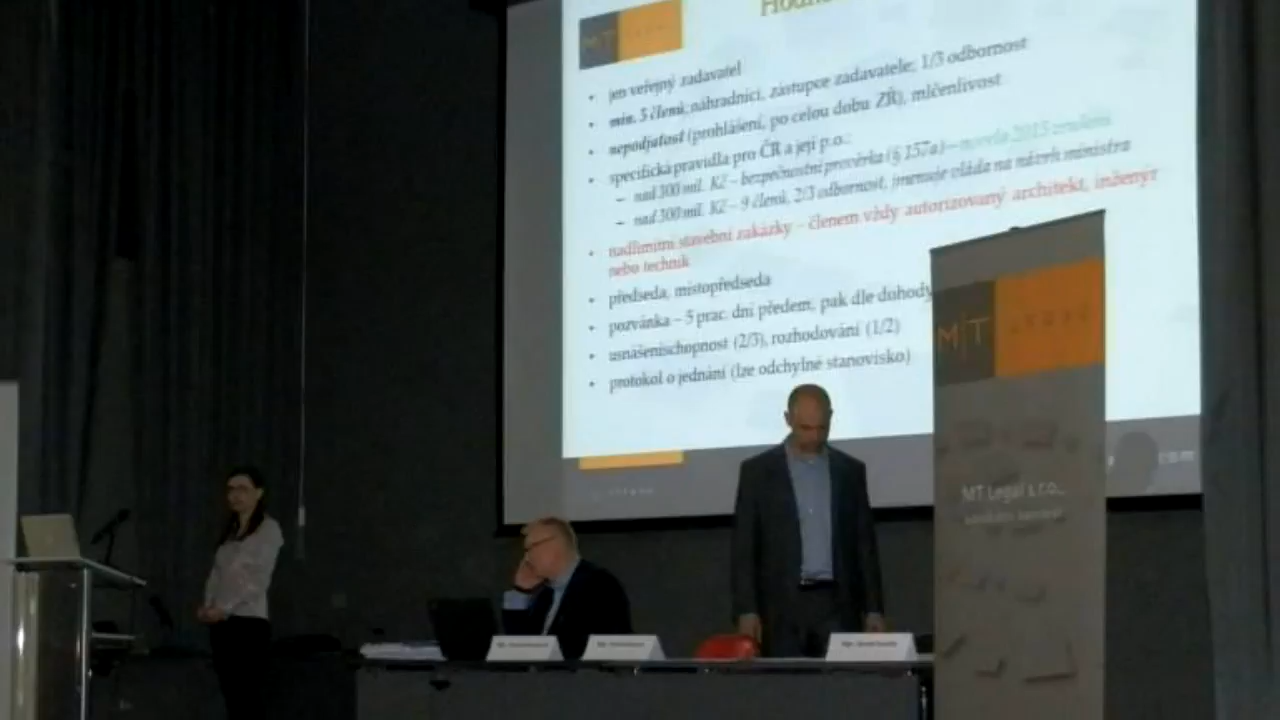 jen veřejný zadavatel
min. 5 členů, náhradníci, zástupce zadavatele; 1/3 odbornost
nepodjatost (prohlášení, po celou dobu ZŘ), mlčenlivost
specifická pravidla pro ČR a její p.o.:
nad 300 mil. Kč – bezpečnostní prověrka (§ 157a) – novela 2015 zrušena
nad 300 mil. Kč – 9 členů, 2/3 odbornost, jmenuje vláda na návrh ministra
nadlimitní stavební zakázky – členem vždy autorizovaný architekt, inženýr
nebo technik
předseda, místopředseda
pozvánka – 5 prac. dní předem, pak dle dohody
usnášeníschopnost (2/3), rozhodování (1/2)
protokol o jednání (lze odchylné stanovisko)
M|T
MT Legal s.r.o.,